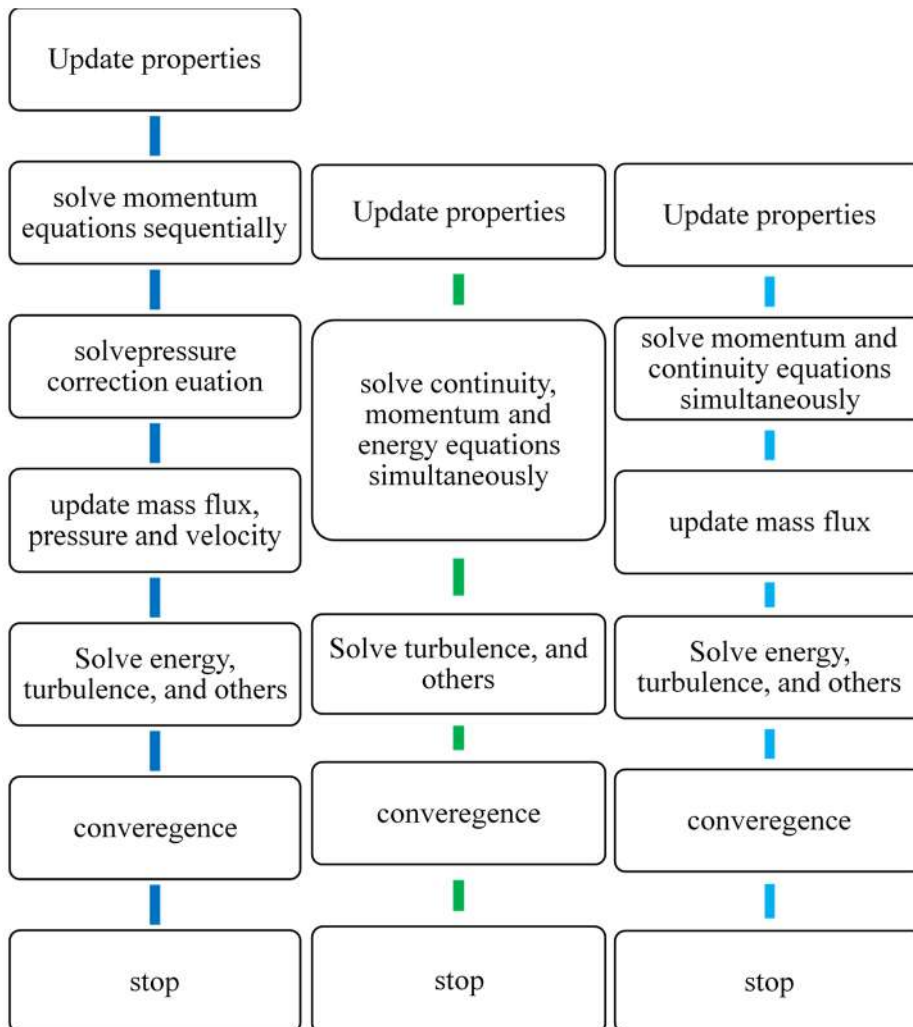 Update properties
solve momentum
equations sequentially
solvepressure
correction euation
update mass flux,
pressure and velocity
Solve energy,
turbulence, and others
converegence
stop
Update properties
solve continuity,
momentum and
energy equations
simultaneously
Solve turbulence, and
others
converegence
stop
Update properties
solve momentum and
continuity equations
simultaneously
update mass flux
Solve energy,
turbulence, and others
converegence
stop